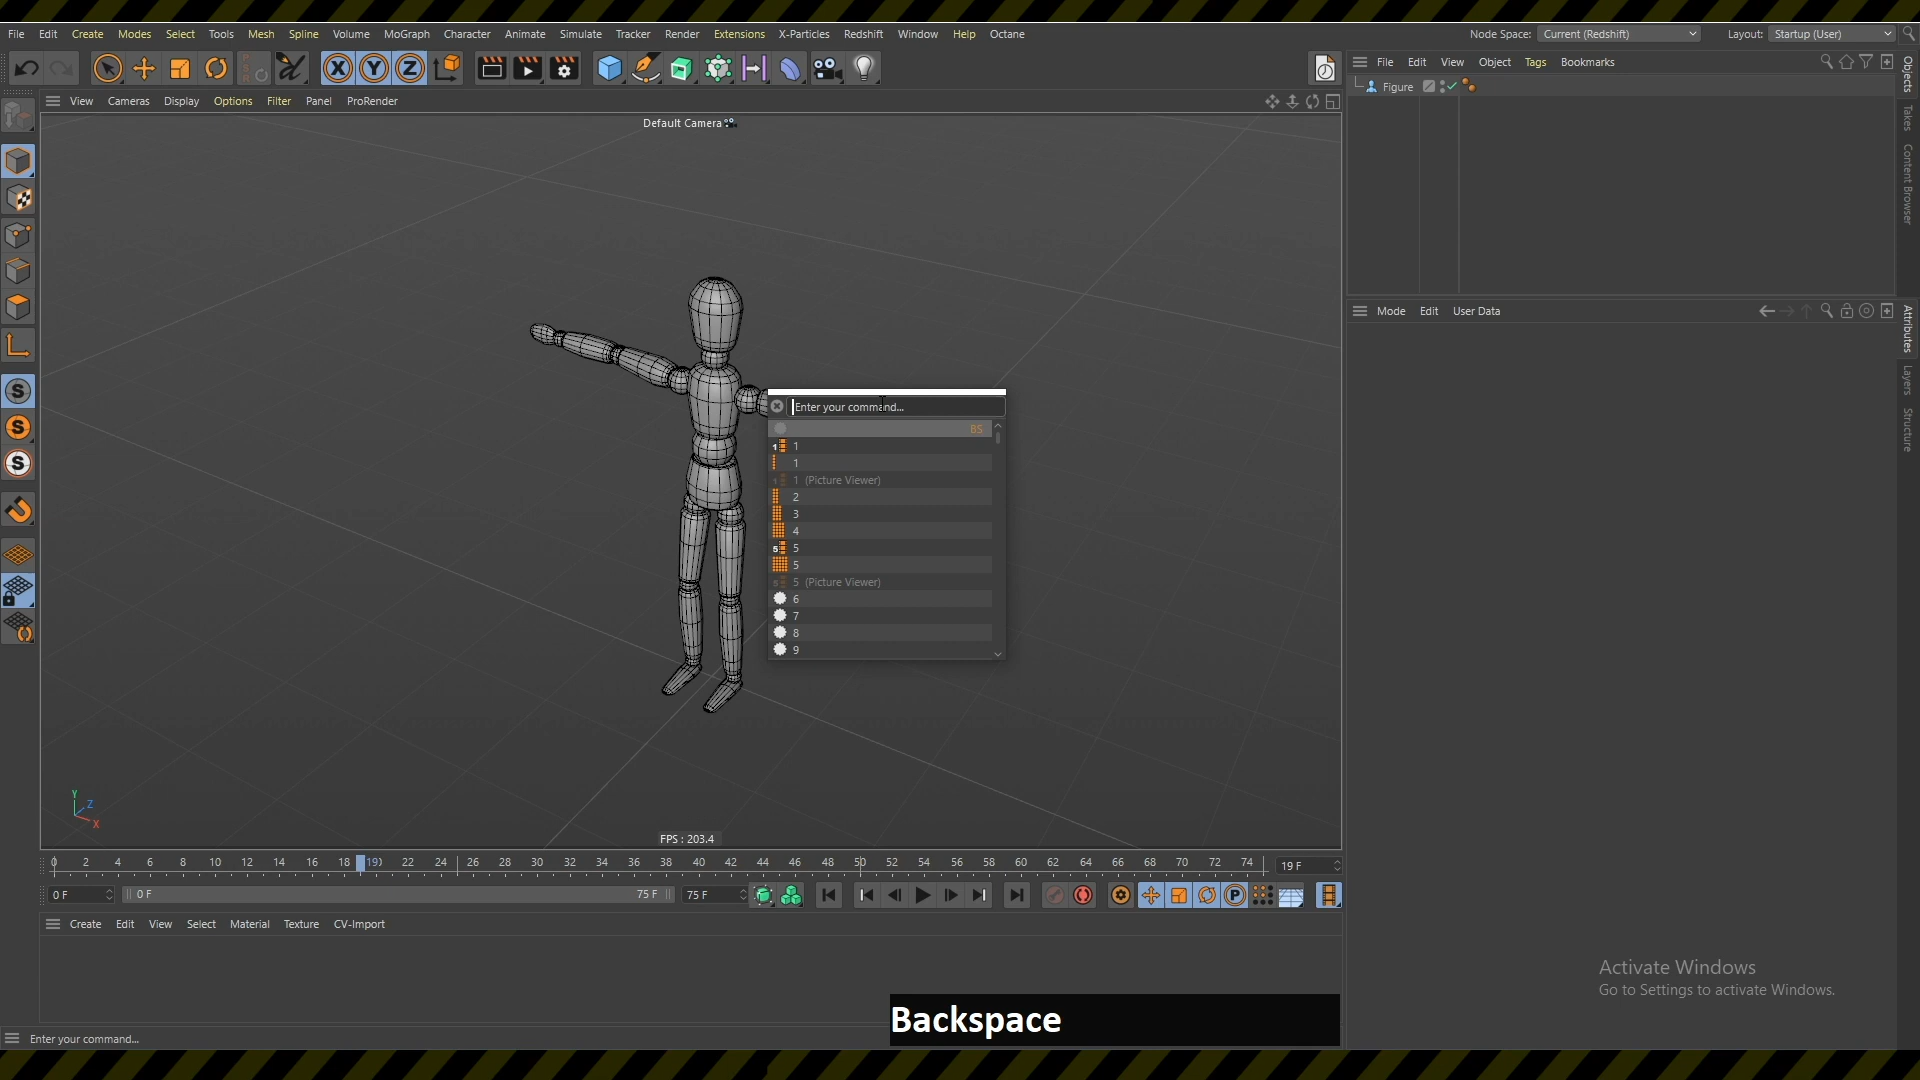 File Edit Create Modes Select Tools Mesh Spline Volume MoGraph Character Animate Simulate Tracker Render Extensions X-Particles Redshift Window Help Octane Node Space: Current (Redshift) Layout: Startup (User)
File Edit View Object Tags Bookmarks
Figure
View Cameras Display Options Filter Panel ProRender
Default Camera
Objects
Takes
Content Browser
Mode Edit User Data
Attributes
Layers
Structure
Enter your command...
BS
1
1
1 (Picture Viewer)
2
3
4
5
5
5 (Picture Viewer)
6
7
8
9
Y
Z
X
FPS : 203.4
0 2 4 6 8 10 12 14 16 18 19 22 24 26 28 30 32 34 36 38 40 42 44 46 48 50 52 54 56 58 60 62 64 66 68 70 72 74 19 F
0 F 0 F 75 F 75 F
Create Edit View Select Material Texture CV-Import
Activate Windows
Go to Settings to activate Windows.
Backspace
Enter your command...